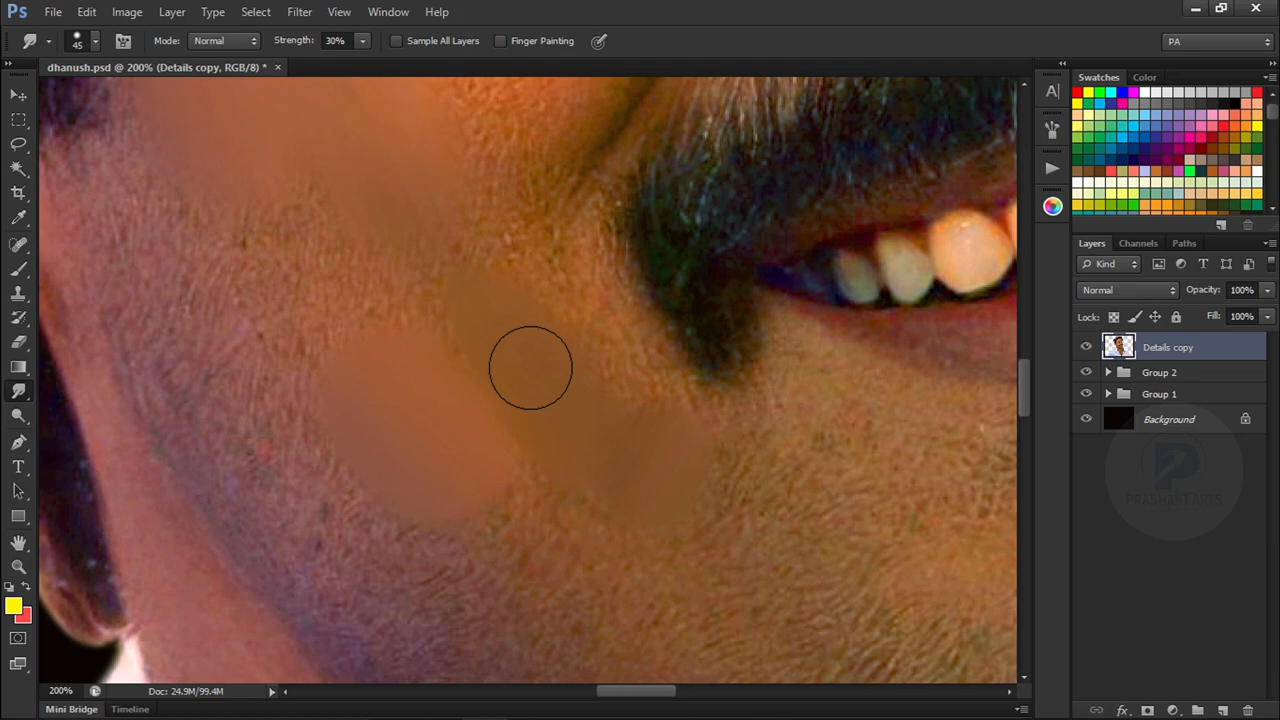 Ps File Edit Image Layer Type Select Filter View Window Help
45 Mode: Normal Strength: 30% Sample All Layers Finger Painting PA
dhanush.psd @ 200% (Details copy, RGB/8) * ×
Swatches Color
Layers Channels Paths
Kind
Normal Opacity: 100%
Lock: Fill: 100%
Details copy
Group 2
Group 1
Background
PRASHANT ARTS
200% Doc: 24.9M/99.4M
Mini Bridge Timeline